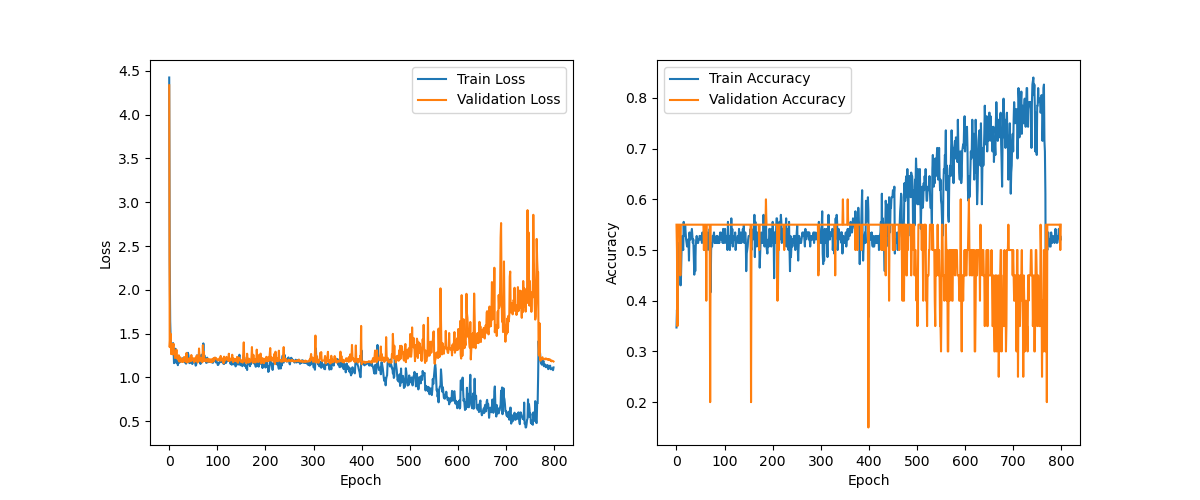 4.5
4.0
3.5
3.0
2.5
2.0
1.5
1.0
0.5
Loss
0 100 200 300 400 500 600 700 800
Epoch
Train Loss
Validation Loss
0.8
0.7
0.6
0.5
0.4
0.3
0.2
Accuracy
0 100 200 300 400 500 600 700 800
Epoch
Train Accuracy
Validation Accuracy